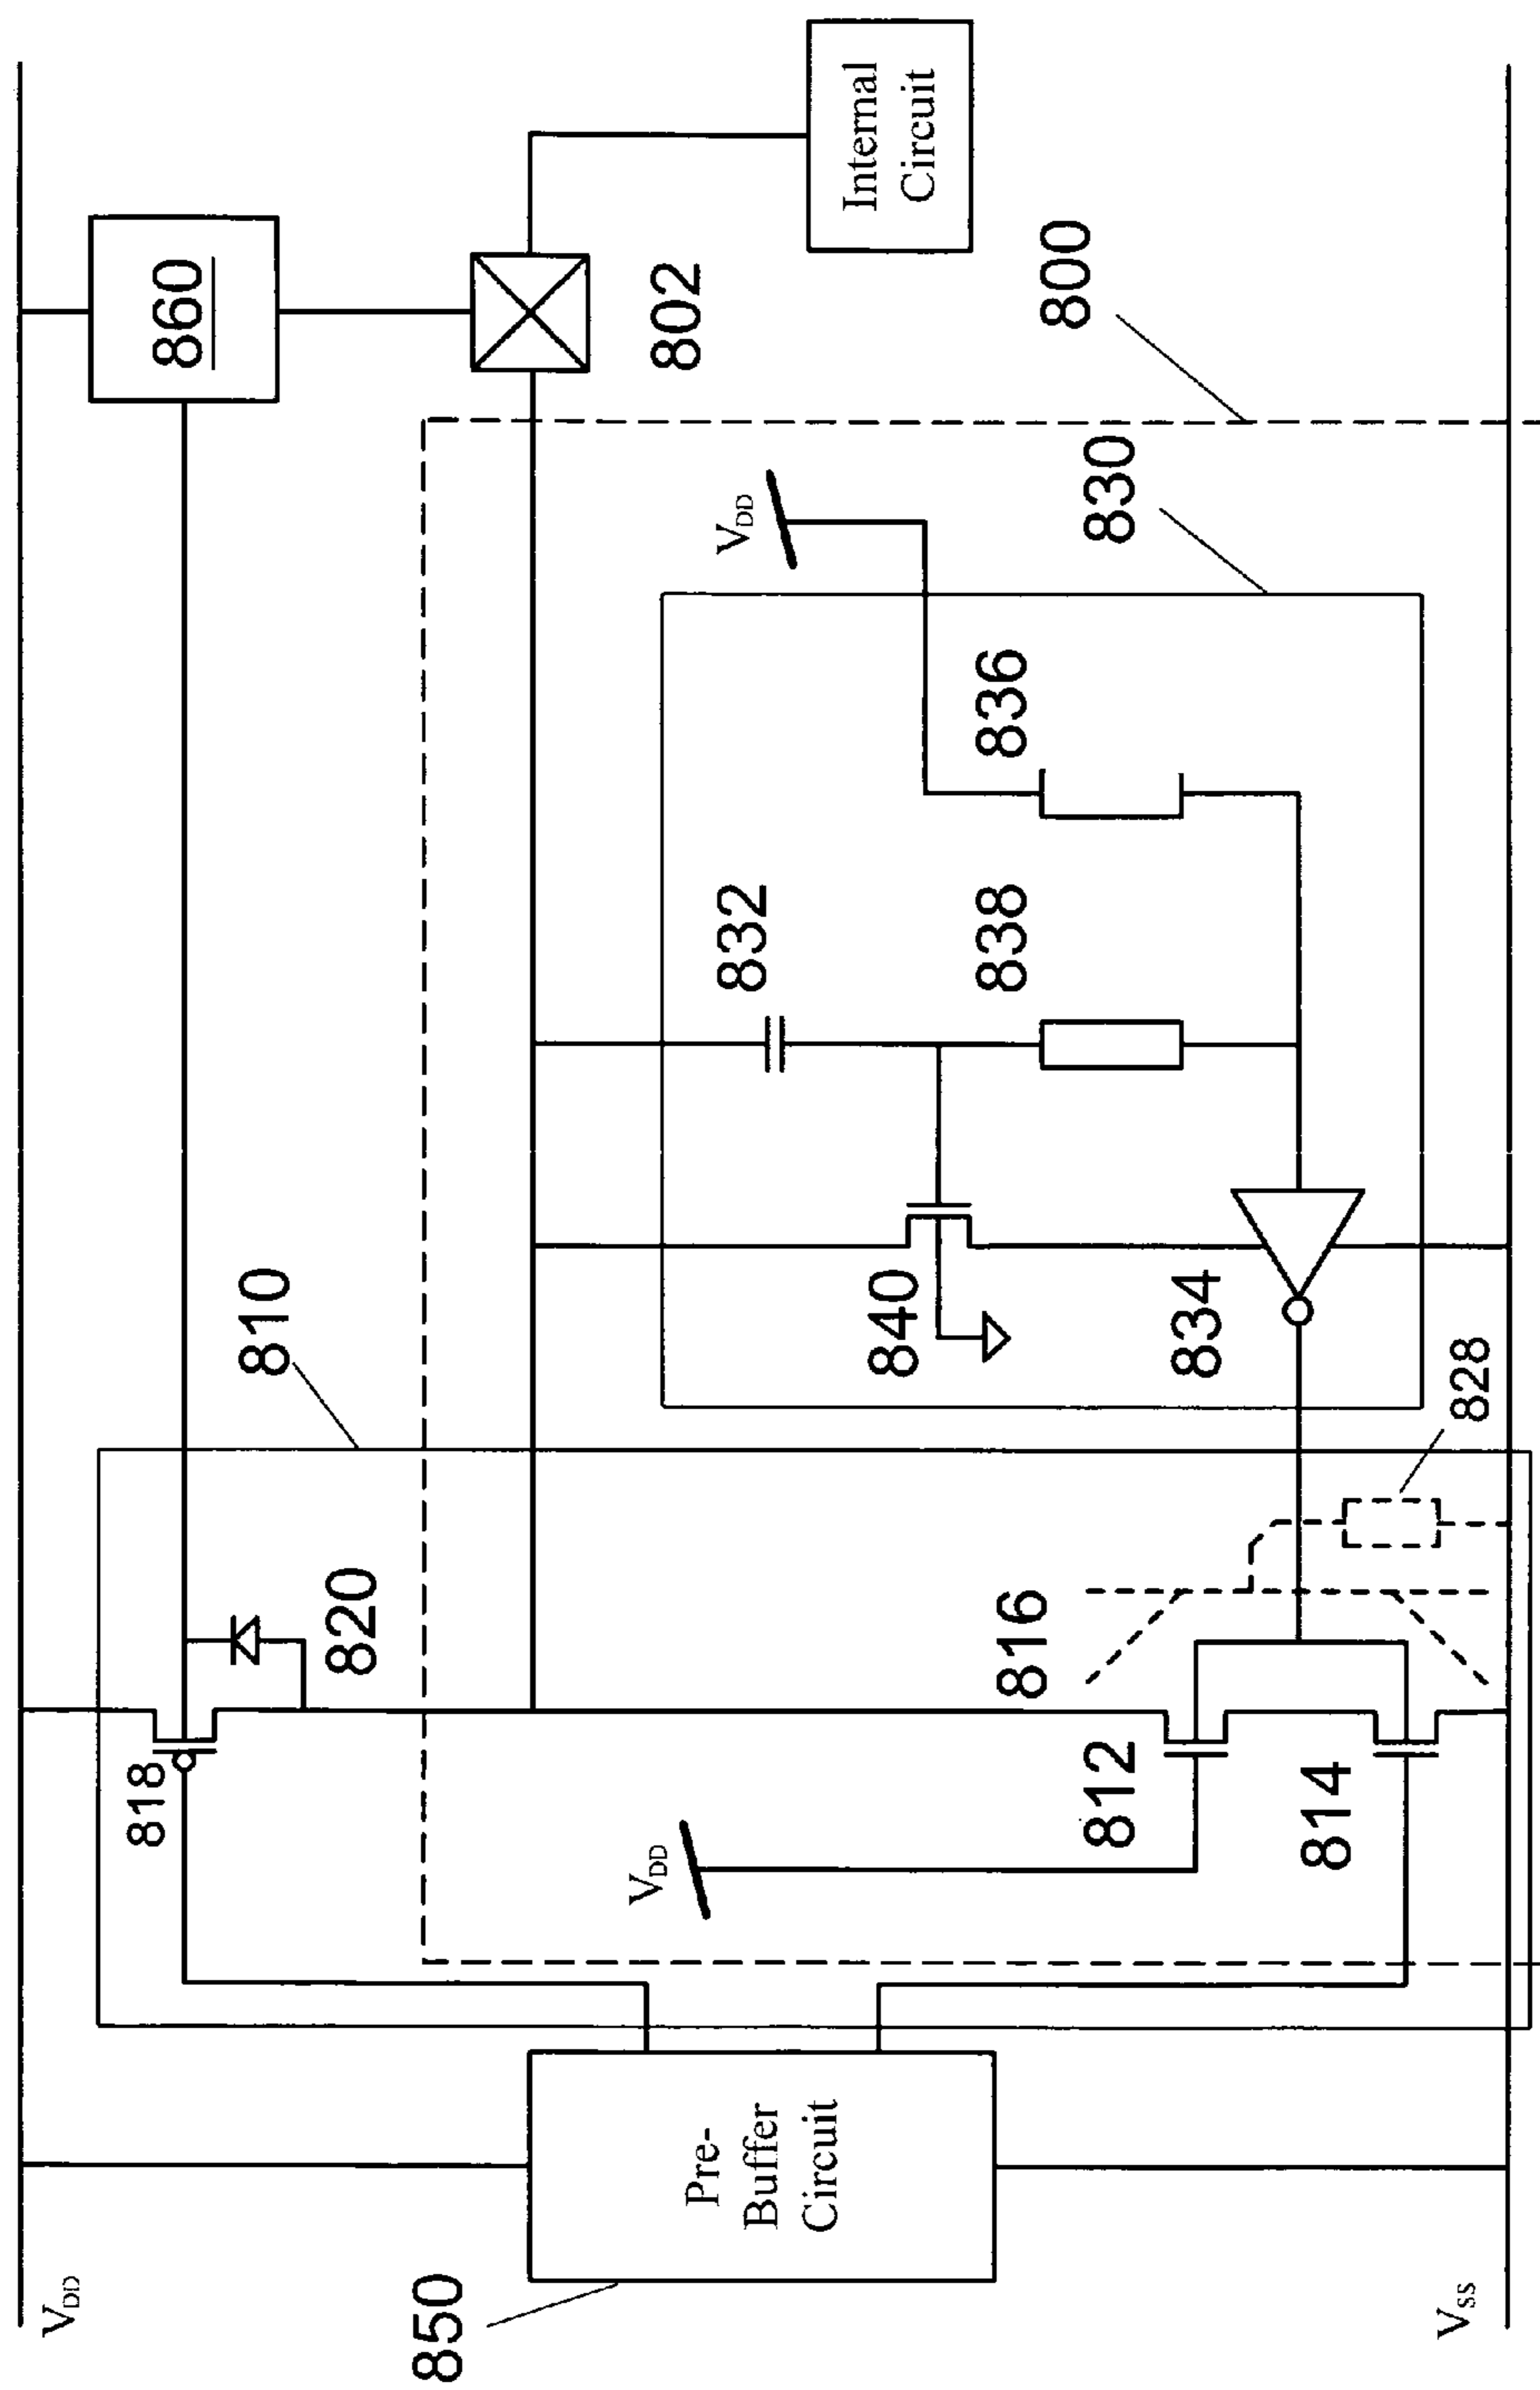 V_DD
860
802
Internal
Circuit
800
810
818
820
V_DD
830
832
836
838
840
834
828
816
812
814
V_DD
Pre-
Buffer
Circuit
850
V_SS